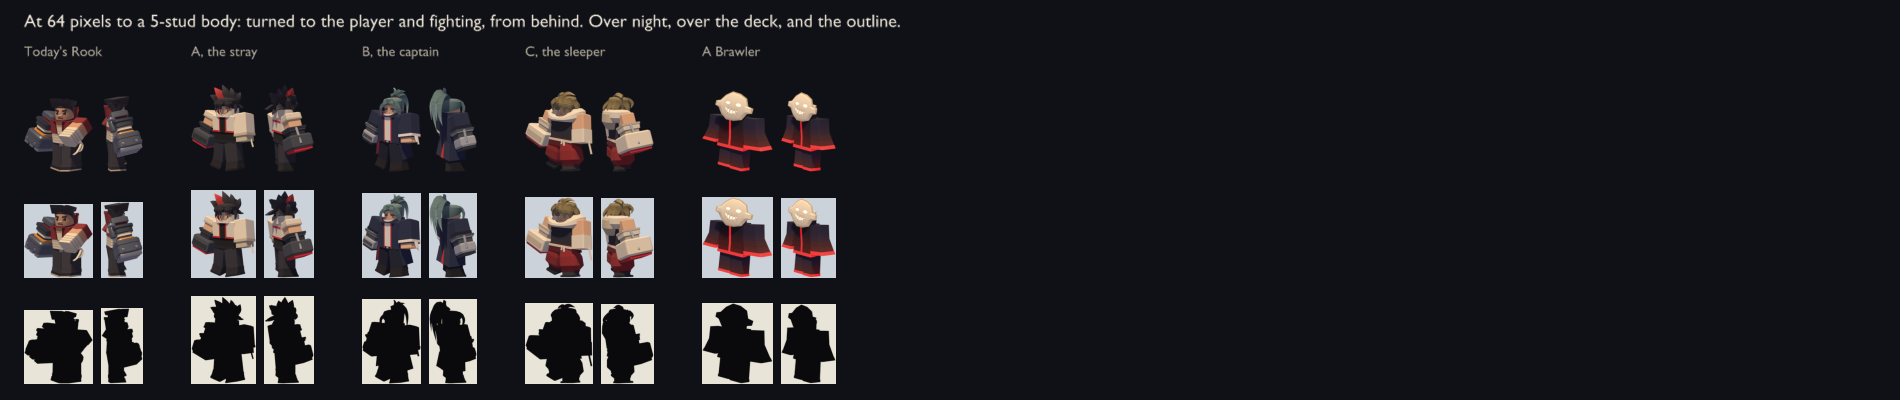 At 64 pixels to a 5-stud body: turned to the player and fighting, from behind. Over night, over the deck, and the outline.
Today's Rook
A, the stray
B, the captain
C, the sleeper
A Brawler